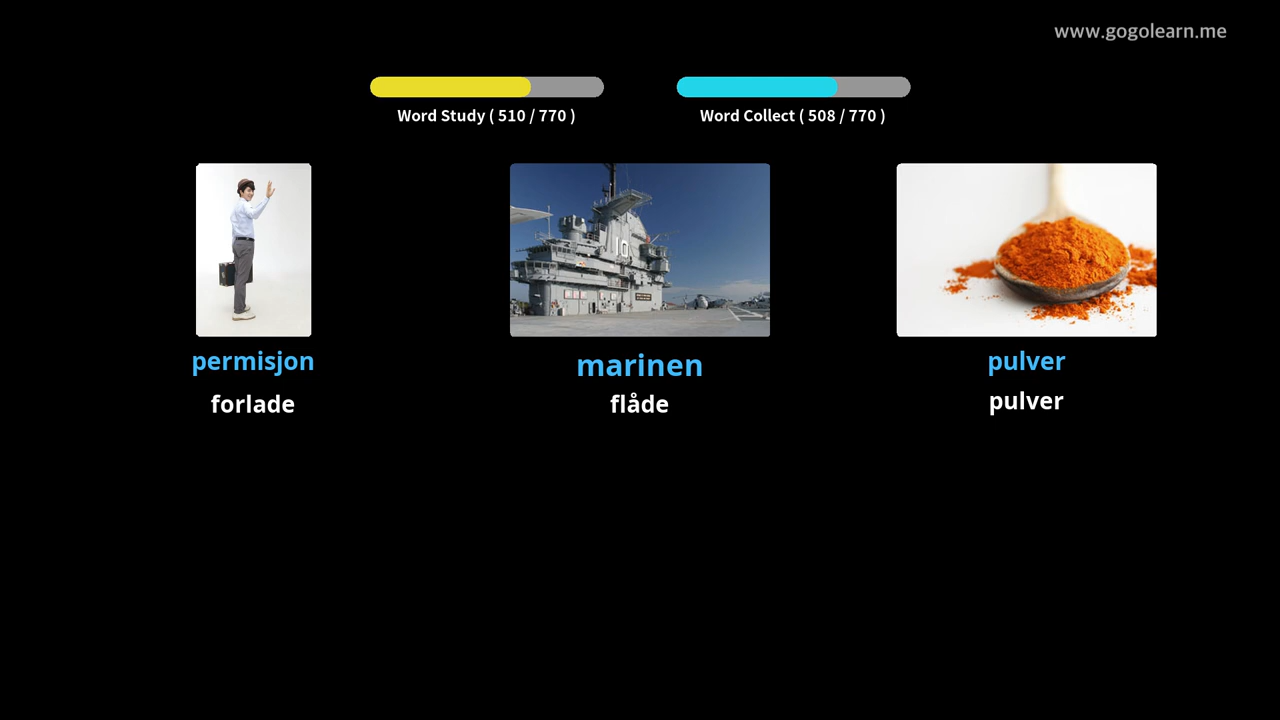 www.gogolearn.me
Word Study ( 510 / 770 )
Word Collect ( 508 / 770 )
permisjon
marinen
pulver
forlade
flåde
pulver